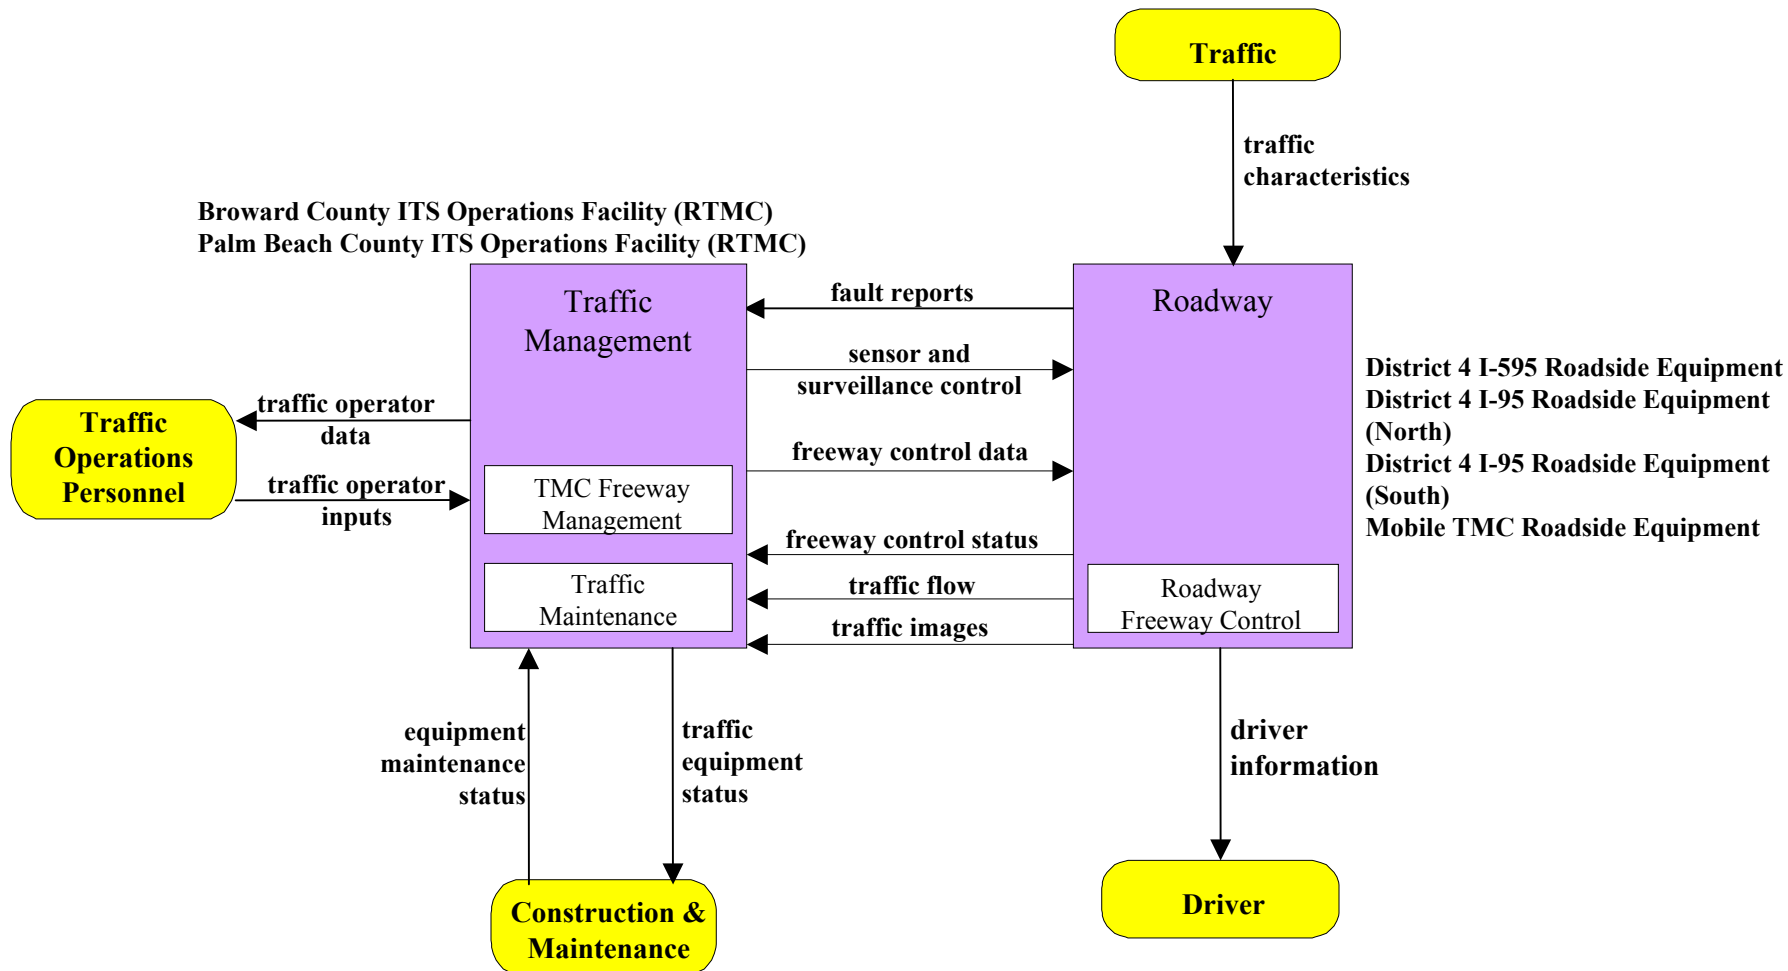 Traffic
traffic
characteristics
Broward County ITS Operations Facility (RTMC)
Palm Beach County ITS Operations Facility (RTMC)
Traffic
Management
fault reports
Roadway
sensor and
surveillance control
District 4 I-595 Roadside Equipment
District 4 I-95 Roadside Equipment
(North)
District 4 I-95 Roadside Equipment
(South)
Mobile TMC Roadside Equipment
traffic operator
data
Traffic
Operations
Personnel
traffic operator
inputs
freeway control data
TMC Freeway
Management
freeway control status
Traffic
Maintenance
traffic flow
Roadway
Freeway Control
traffic images
equipment
maintenance
status
traffic
equipment
status
driver
information
Construction &
Maintenance
Driver